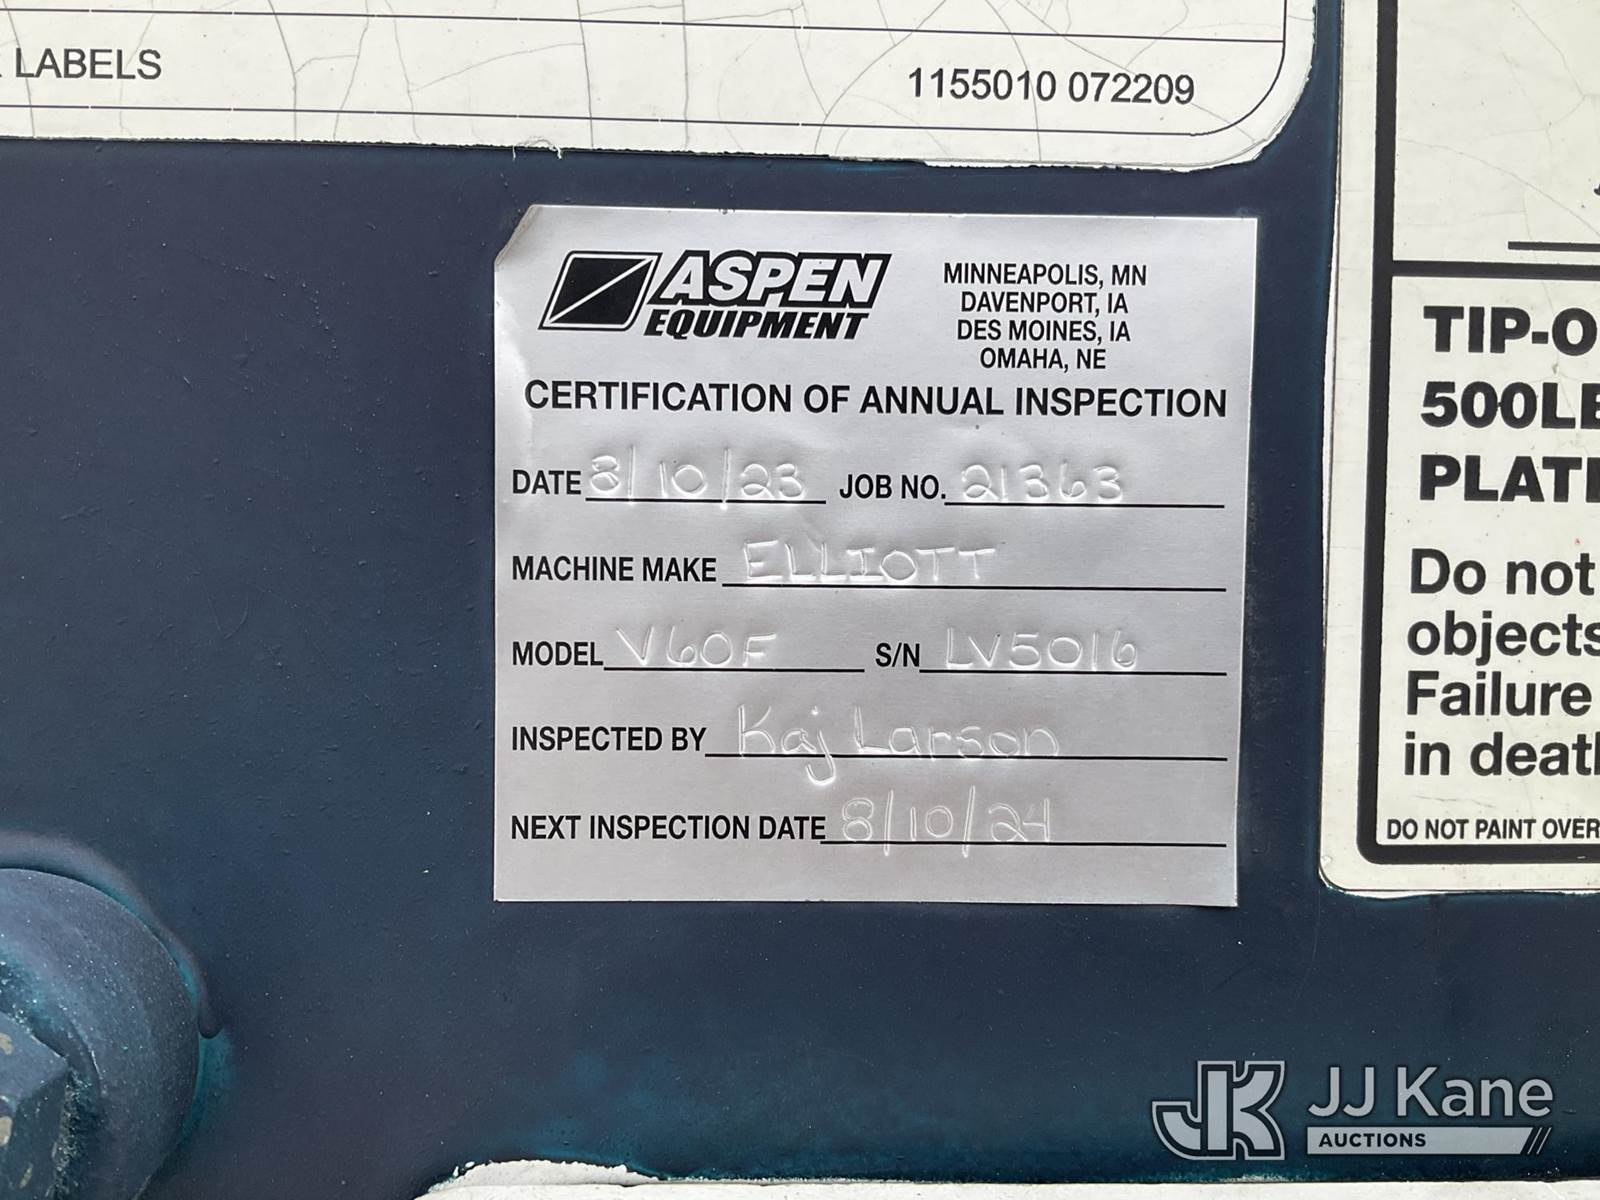 LABELS
1155010 072209
ASPEN
EQUIPMENT
MINNEAPOLIS, MN
DAVENPORT, IA
DES MOINES, IA
OMAHA, NE
CERTIFICATION OF ANNUAL INSPECTION
DATE 8/10/23 JOB NO. 21363
MACHINE MAKE ELLIOTT
MODEL V60F S/N LV5016
INSPECTED BY Kaj Larson
NEXT INSPECTION DATE 8/10/24
TIP-O
500LB
PLAT
Do not
objects
Failure
in death
DO NOT PAINT OVER
JK JJ Kane
AUCTIONS